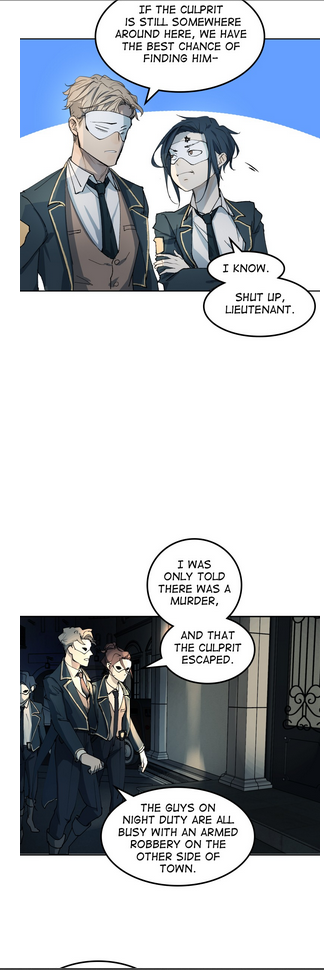 IF THE CULPRIT
IS STILL SOMEWHERE
AROUND HERE, WE HAVE
THE BEST CHANCE OF
FINDING HIM-
I KNOW.
SHUT UP,
LIEUTENANT.
I WAS
ONLY TOLD
THERE WAS A
MURDER,
AND THAT
THE CULPRIT
ESCAPED.
THE GUYS ON
NIGHT DUTY ARE ALL
BUSY WITH AN ARMED
ROBBERY ON THE
OTHER SIDE OF
TOWN.